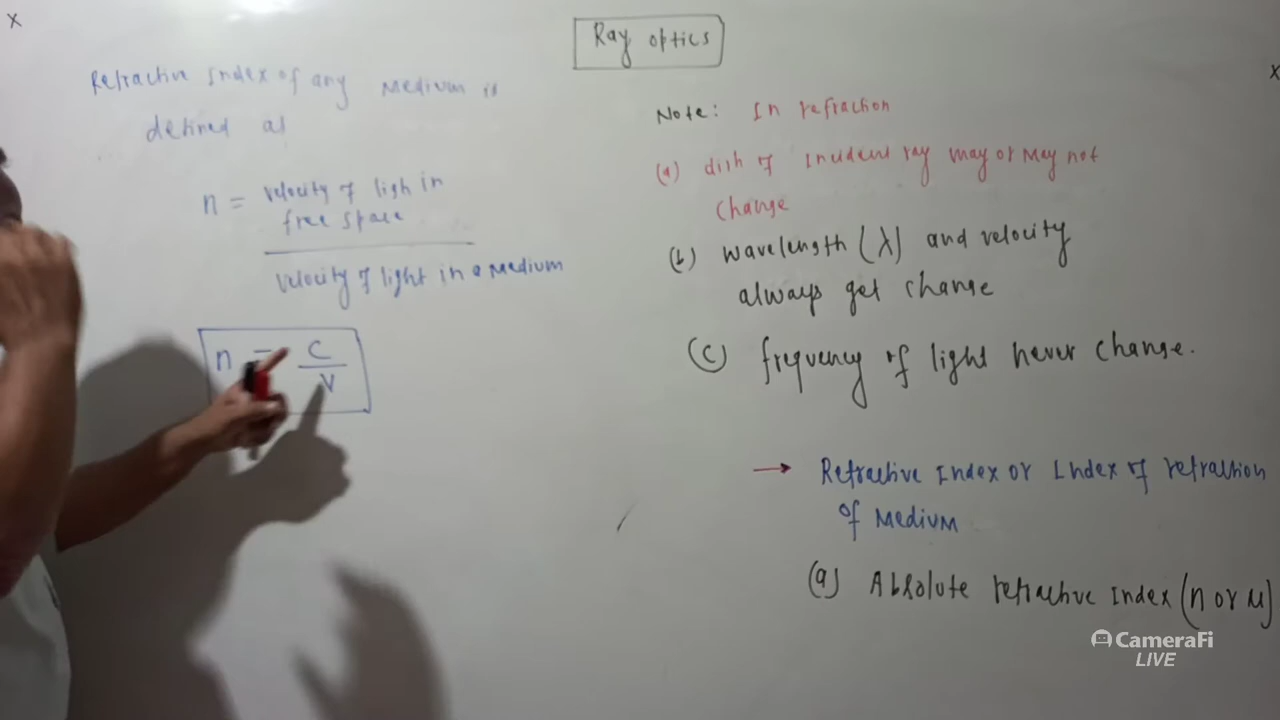 Ray optics
Refractive Index of any Medium is
defined as
n = velocity of ligh in
free space
velocity of light in a Medium
n = C
V
Note: In refraction
(a) dirn of Incident ray may or May not
change
(b) wavelength (λ) and velocity
always get change
(C) frequency of light never change.
→ Refractive Index or Index of refraction
of Medium
(a) Absolute refractive Index (n or μ)
CameraFi
LIVE
x
x